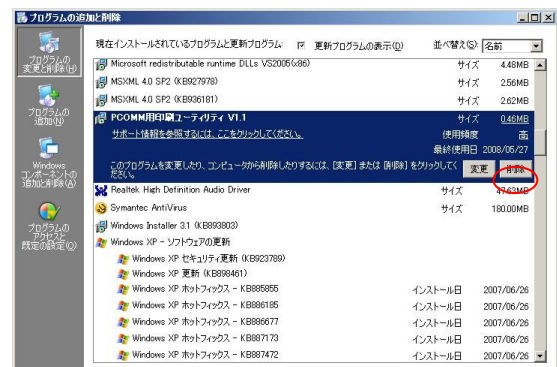 プログラムの追加と削除
プログラムの
変更と削除(H)
プログラムの
追加(N)
Windows
コンポーネントの
追加と削除(A)
プログラムの
アクセスと
既定の設定(O)
現在インストールされているプログラムと更新プログラム:
更新プログラムの表示(D)
並べ替え(S):
名前
Microsoft redistributable runtime DLLs VS2005(x86)
サイズ
4.48MB
MSXML 4.0 SP2 (KB927978)
サイズ
2.56MB
MSXML 4.0 SP2 (KB936181)
サイズ
2.62MB
PCOMM用印刷ユーティリティ V1.1
サイズ
0.46MB
サポート情報を参照するには、ここをクリックしてください。
使用頻度
高
最終使用日
2008/05/27
このプログラムを変更したり、コンピュータから削除したりするには、[変更] または [削除] をクリックしてく
ださい。
変更
削除
Realtek High Definition Audio Driver
サイズ
47.63MB
Symantec AntiVirus
サイズ
180.00MB
Windows Installer 3.1 (KB893803)
Windows XP - ソフトウェアの更新
Windows XP セキュリティ更新 (KB923789)
Windows XP 更新 (KB898461)
Windows XP ホットフィックス - KB885855
インストール日
2007/06/26
Windows XP ホットフィックス - KB886185
インストール日
2007/06/26
Windows XP ホットフィックス - KB886677
インストール日
2007/06/26
Windows XP ホットフィックス - KB887173
インストール日
2007/06/26
Windows XP ホットフィックス - KB887472
インストール日
2007/06/26